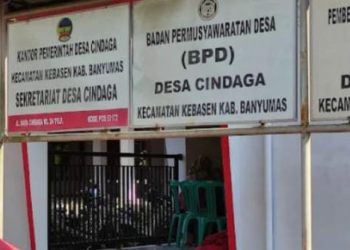 KANTOR PEMERINTAH DESA CINDAGA
KECAMATAN KEBASEN KAB. BANYUMAS
SEKRETARIAT DESA CINDAGA
BADAN PERMUSYAWARATAN DESA
(BPD)
DESA CINDAGA
KECAMATAN KEBASEN KAB. BANYUMAS